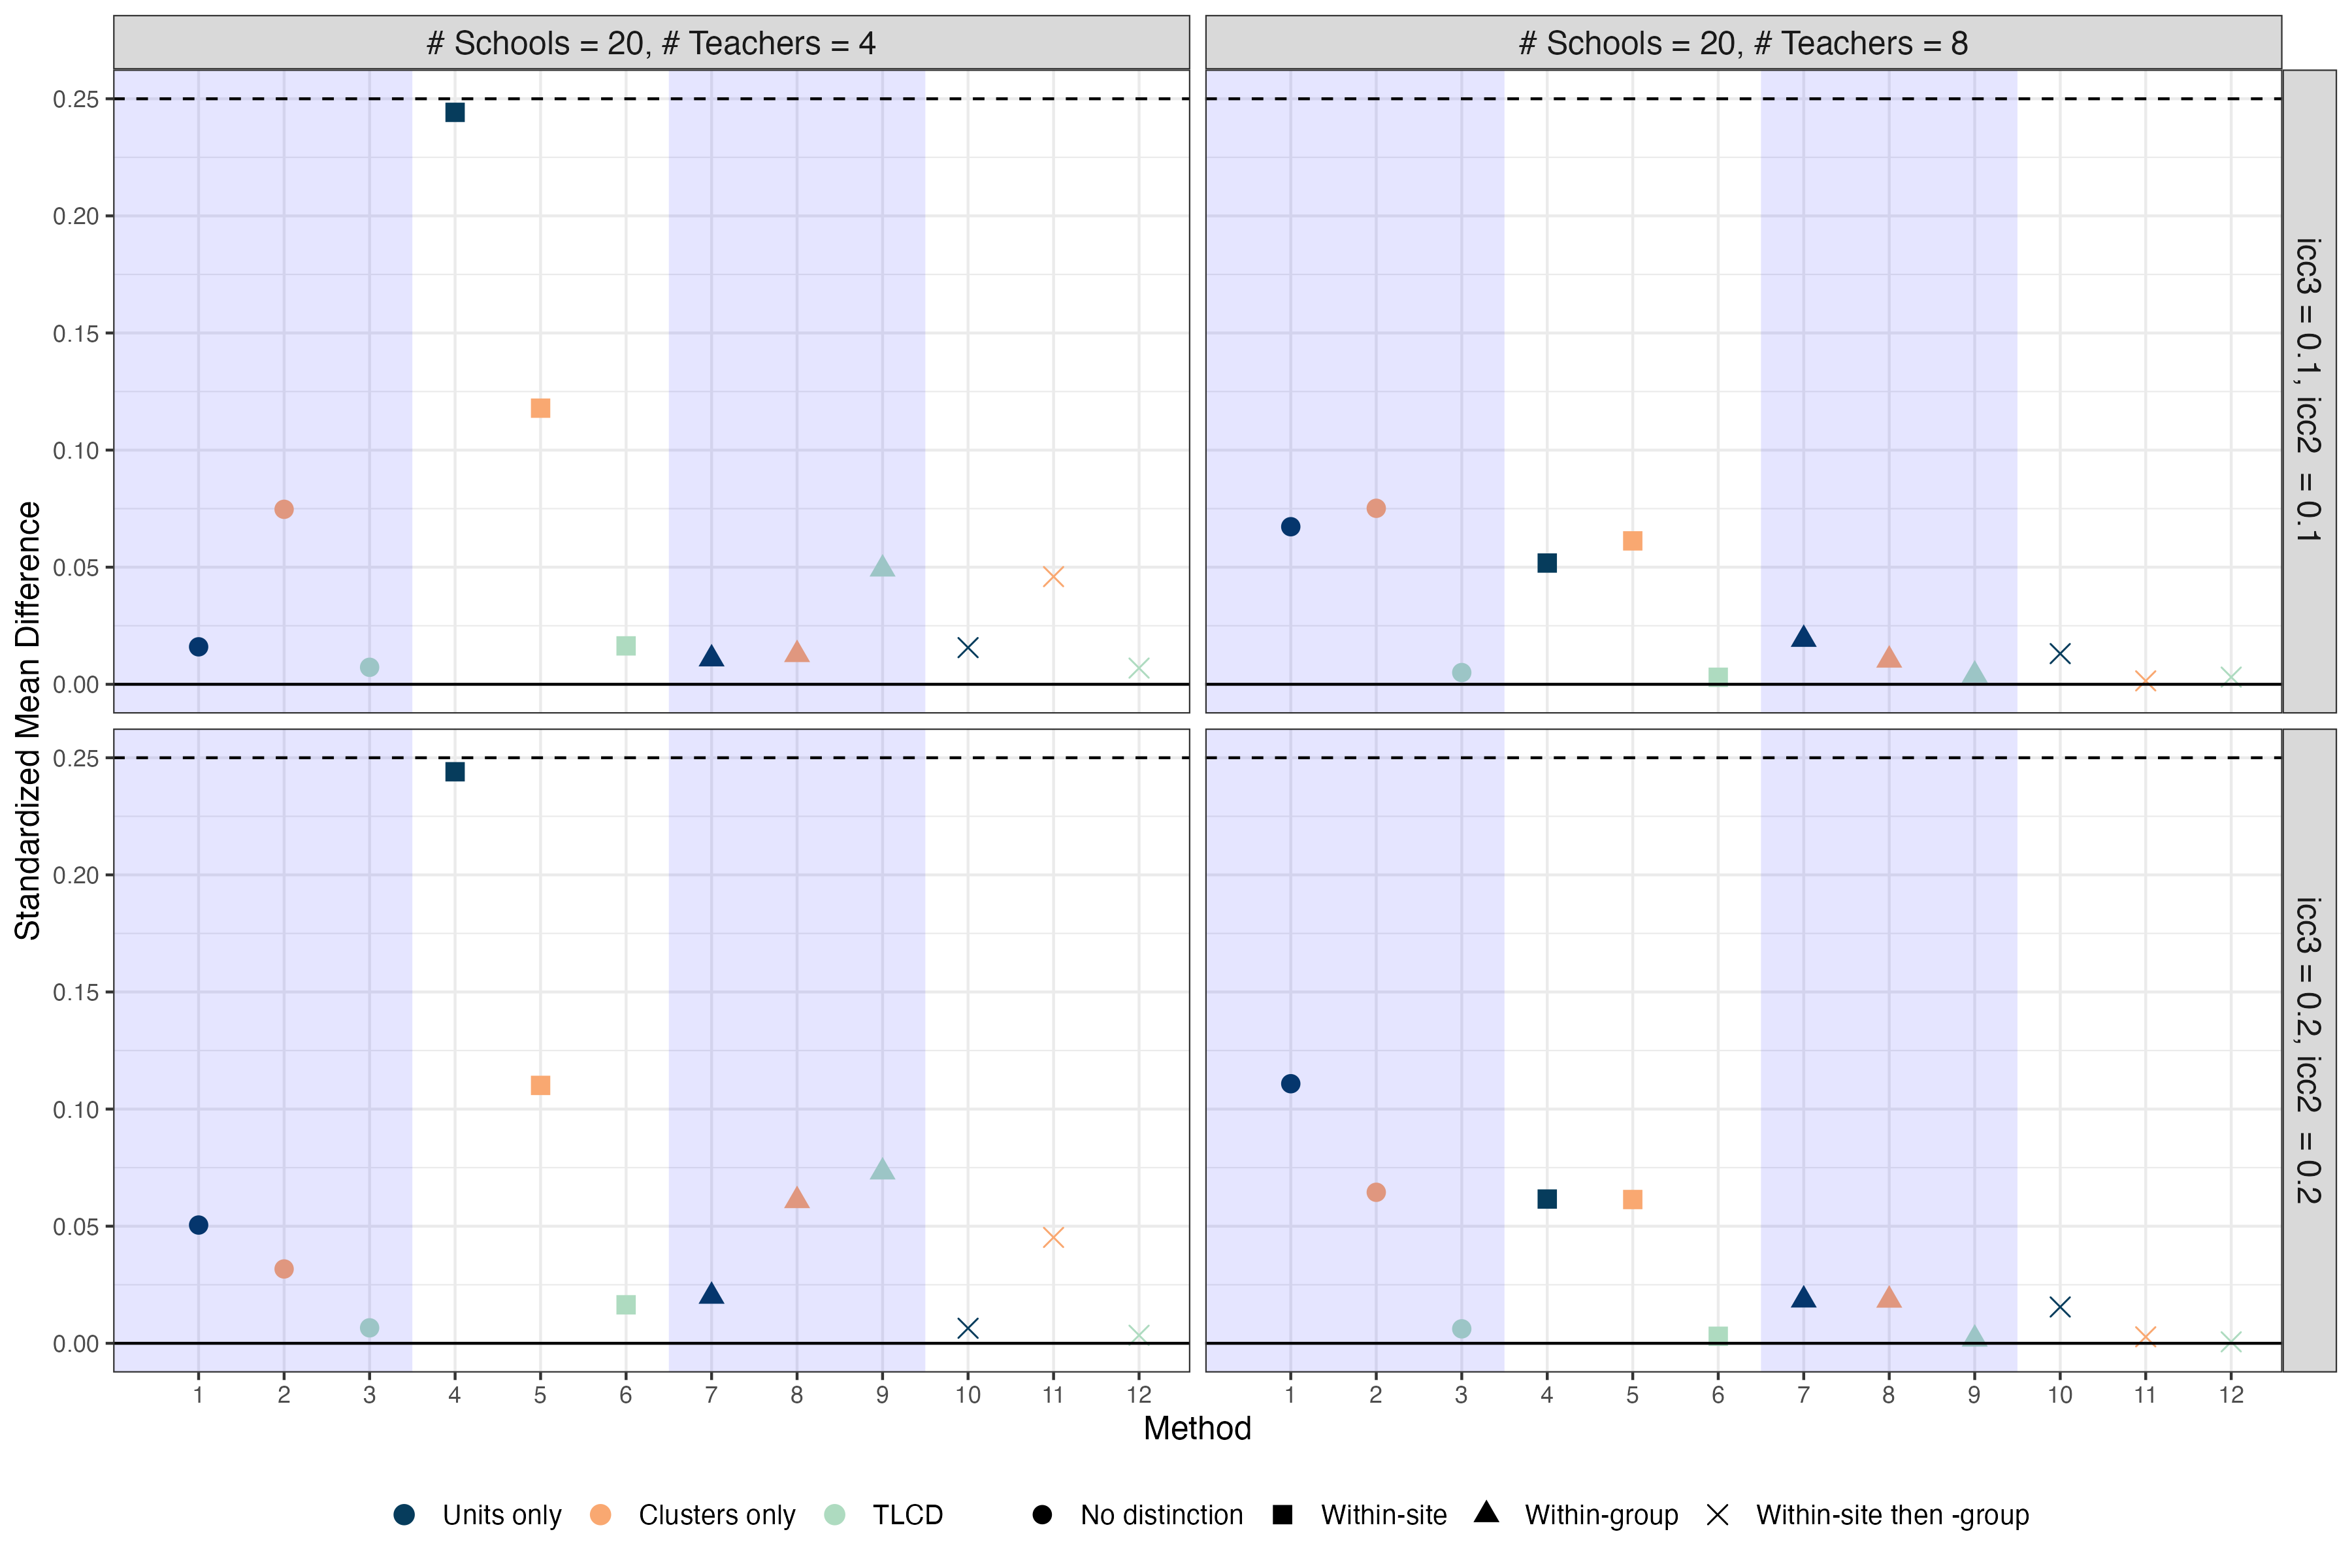 # Schools = 20, # Teachers = 4
# Schools = 20, # Teachers = 8
Standardized Mean Difference
0.25
0.20
0.15
0.10
0.05
0.00
icc3 = 0.1, icc2 = 0.1
0.25
0.20
0.15
0.10
0.05
0.00
icc3 = 0.2, icc2 = 0.2
1 2 3 4 5 6 7 8 9 10 11 12
1 2 3 4 5 6 7 8 9 10 11 12
Method
Units only Clusters only TLCD No distinction Within-site Within-group Within-site then -group